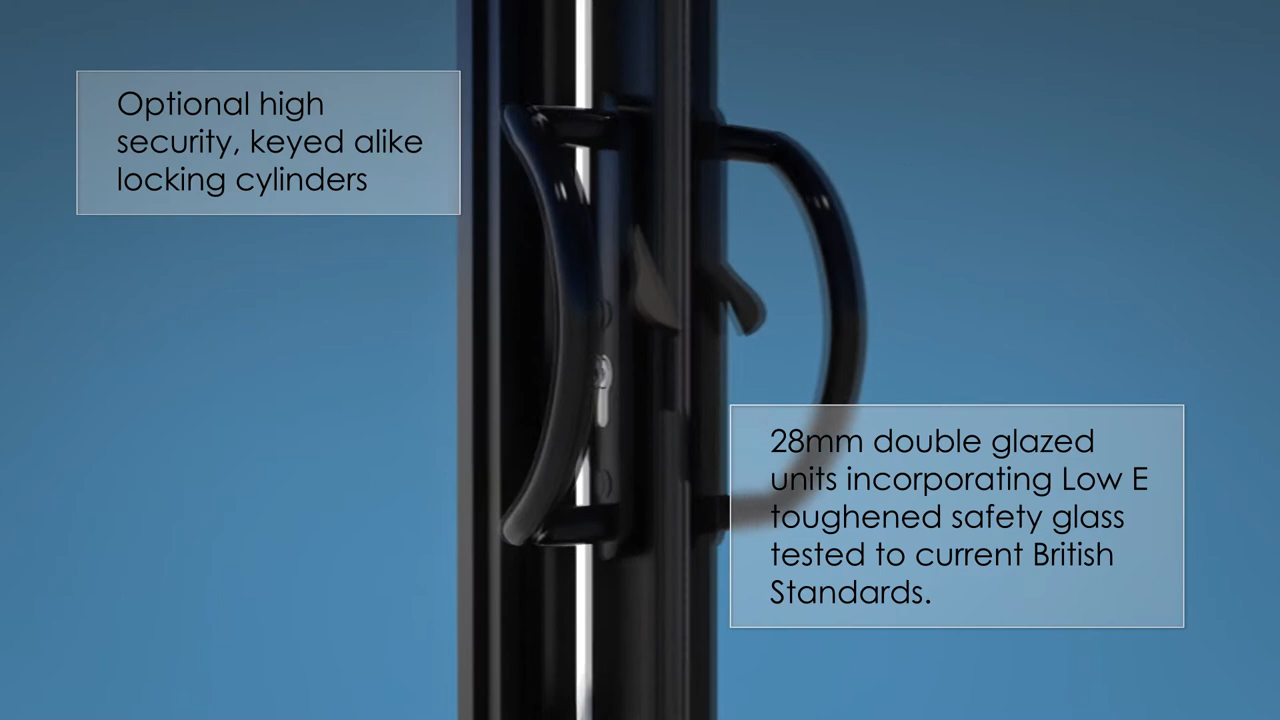 Optional high
security, keyed alike
locking cylinders
28mm double glazed
units incorporating Low E
toughened safety glass
tested to current British
Standards.